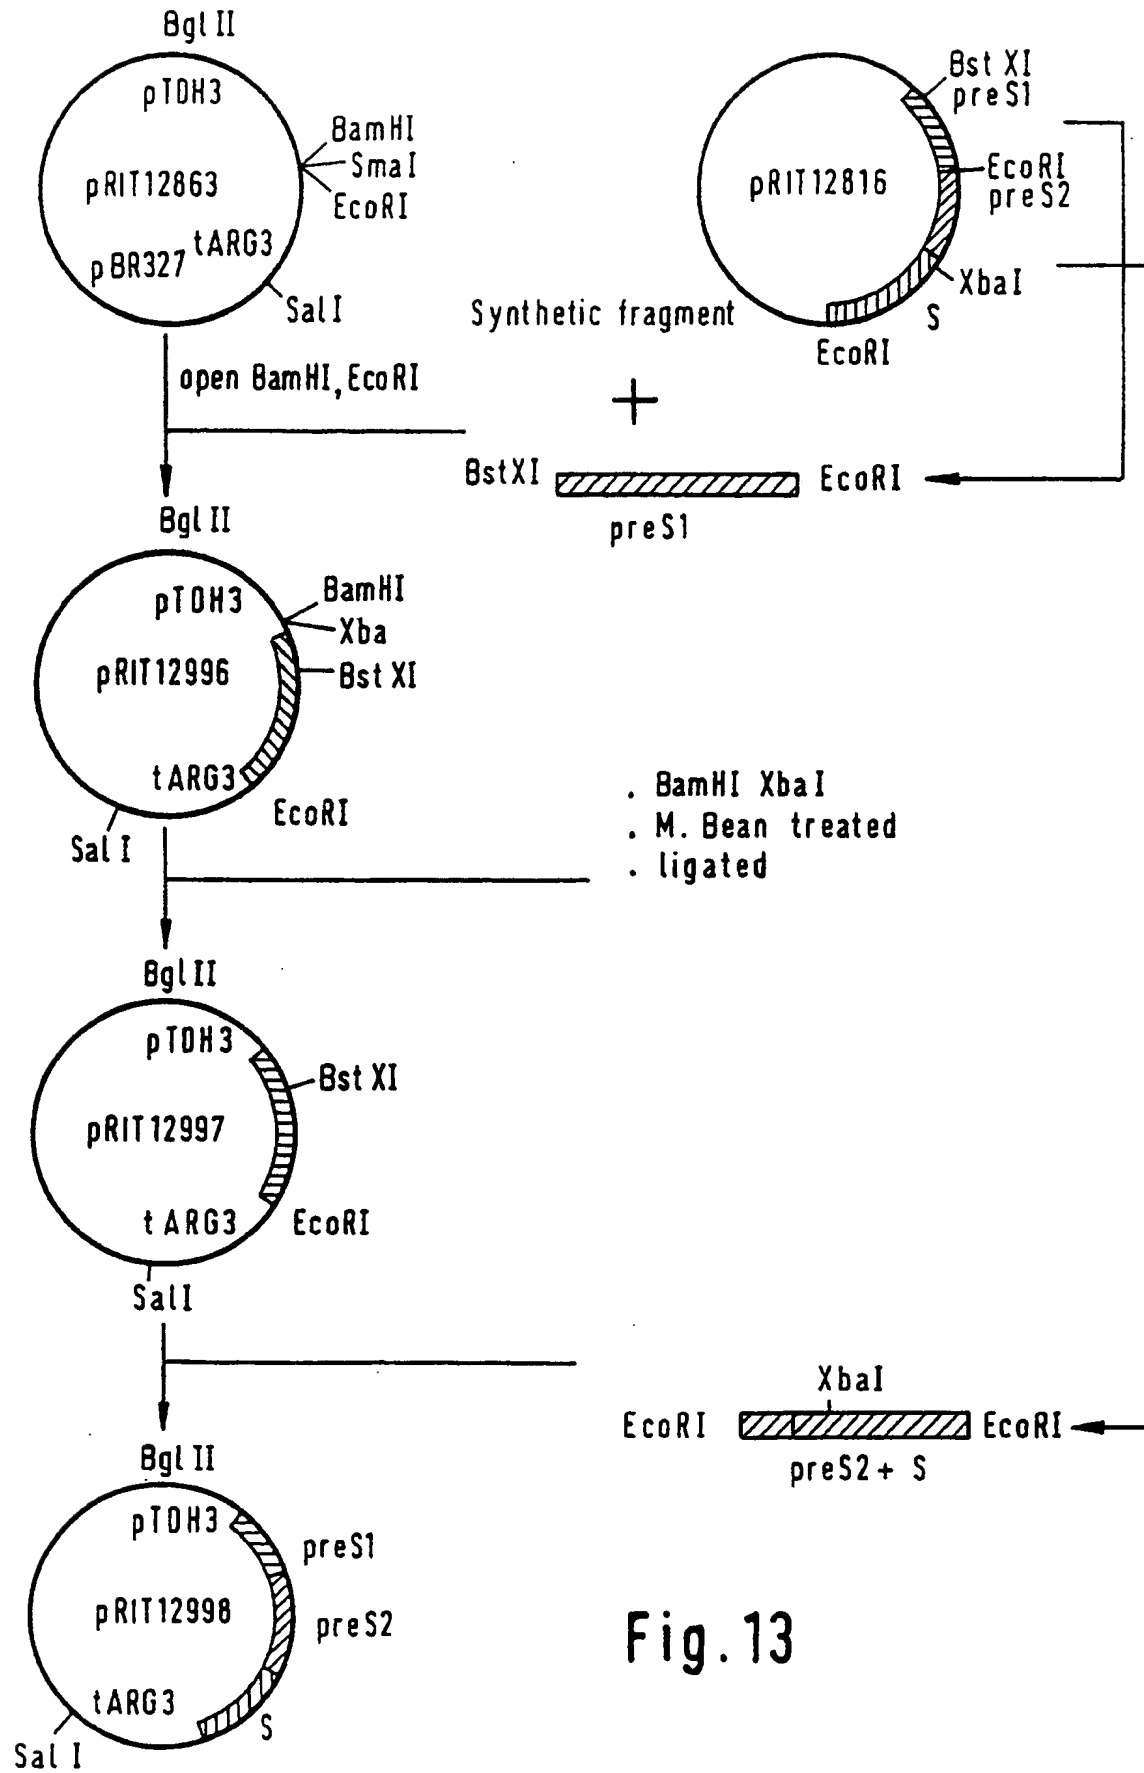 Bgl II
pTDH3
BamHI
SmaI
EcoRI
pRIT12863
tARG3
pBR327
Sal I
Bst XI
preS1
EcoRI
preS2
pRIT12816
XbaI
S
EcoRI
Synthetic fragment
open BamHI, EcoRI
+
BstXI
EcoRI
preS1
Bgl II
pTDH3
BamHI
Xba
Bst XI
pRIT12996
tARG3
EcoRI
Sal I
. BamHI XbaI
. M. Bean treated
. ligated
Bgl II
pTDH3
Bst XI
pRIT12997
tARG3
EcoRI
SalI
XbaI
EcoRI
EcoRI
preS2 + S
Bgl II
pTDH3
preS1
pRIT12998
preS2
tARG3
S
Sal I
Fig. 13